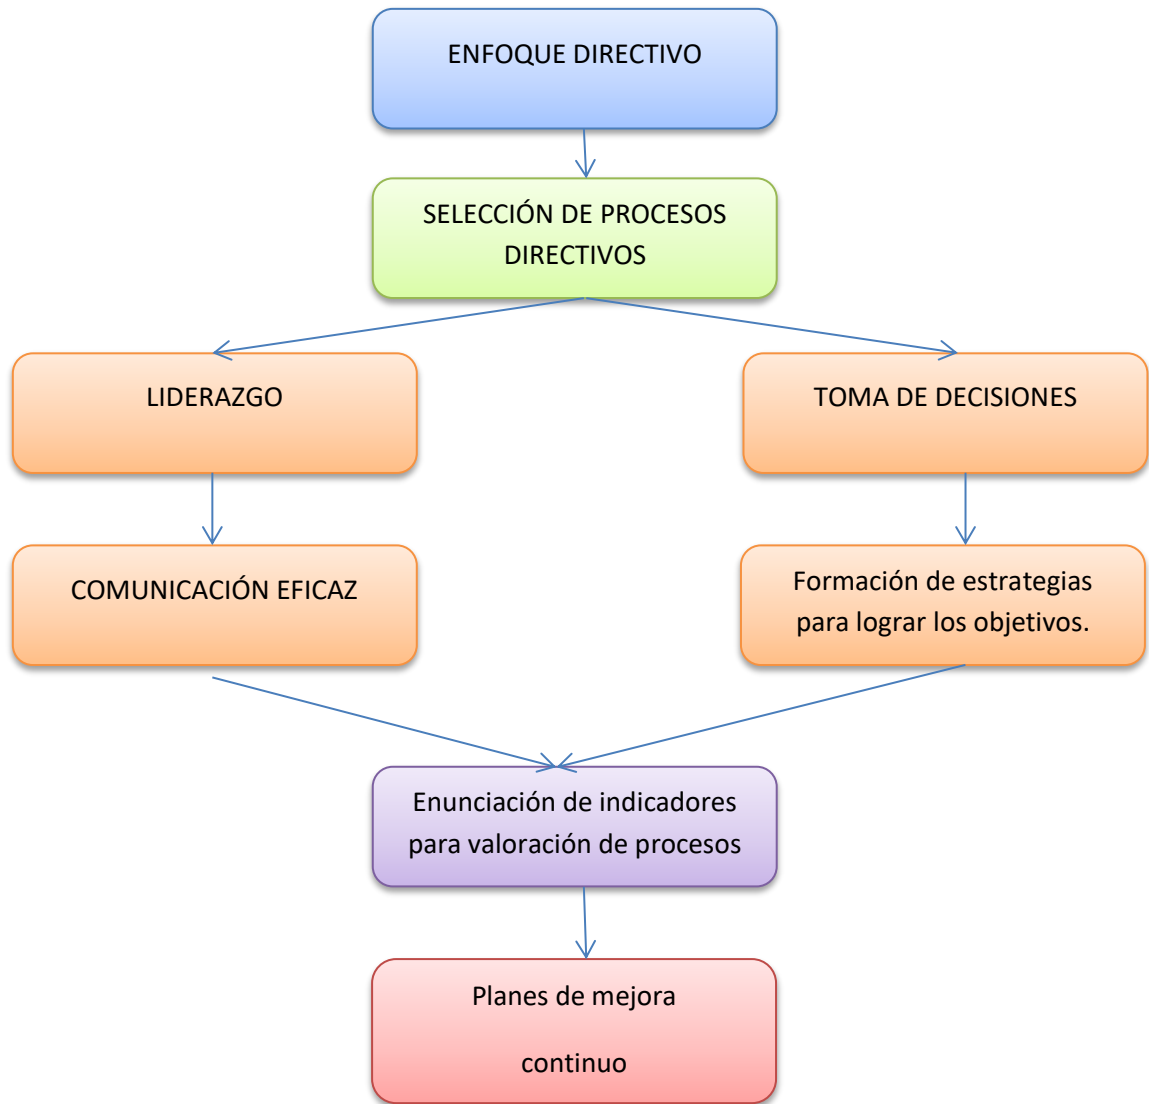 ENFOQUE DIRECTIVO
SELECCIÓN DE PROCESOS
DIRECTIVOS
LIDERAZGO
TOMA DE DECISIONES
COMUNICACIÓN EFICAZ
Formación de estrategias
para lograr los objetivos.
Enunciación de indicadores
para valoración de procesos
Planes de mejora
continuo